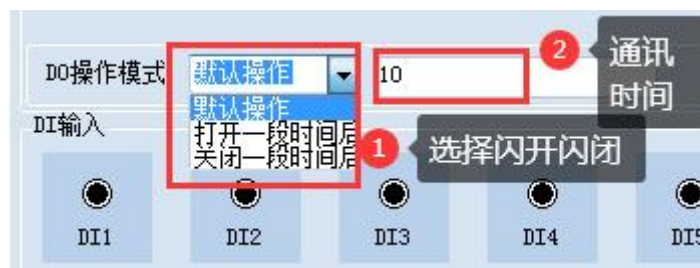 DO操作模式 默认操作 10 2 通讯时间
默认操作
打开一段时间后
关闭一段时间后
1 选择闪开闪闭
DI输入
DI1 DI2 DI3 DI4 DI5